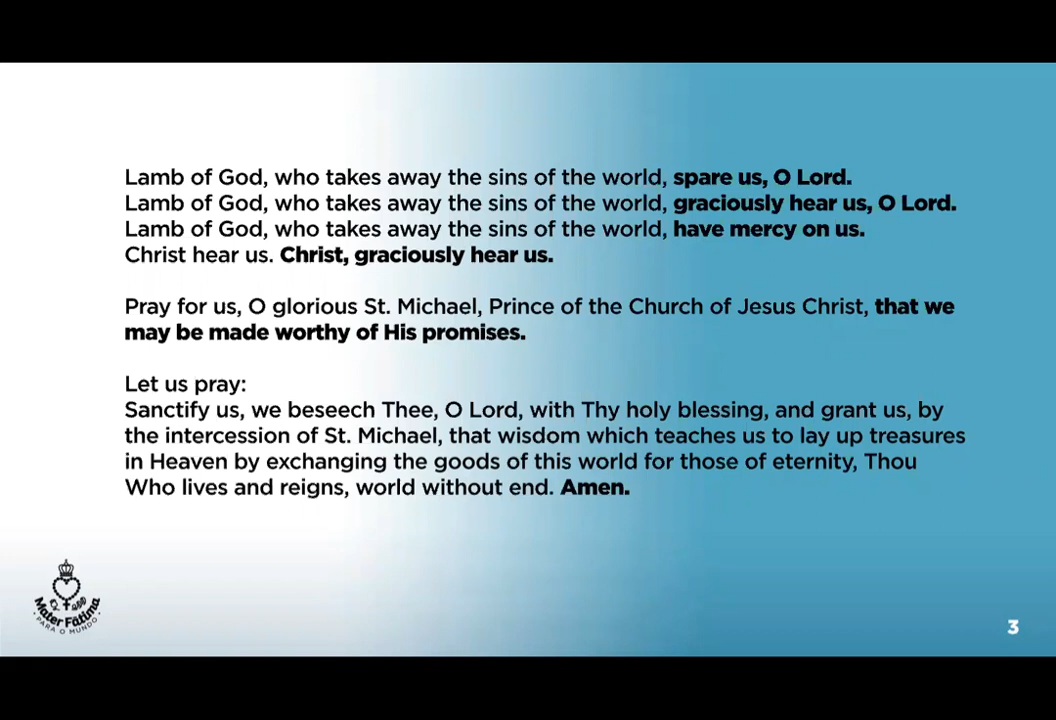 Lamb of God, who takes away the sins of the world, spare us, O Lord.
Lamb of God, who takes away the sins of the world, graciously hear us, O Lord.
Lamb of God, who takes away the sins of the world, have mercy on us.
Christ hear us. Christ, graciously hear us.
Pray for us, O glorious St. Michael, Prince of the Church of Jesus Christ, that we
may be made worthy of His promises.
Let us pray:
Sanctify us, we beseech Thee, O Lord, with Thy holy blessing, and grant us, by
the intercession of St. Michael, that wisdom which teaches us to lay up treasures
in Heaven by exchanging the goods of this world for those of eternity, Thou
Who lives and reigns, world without end. Amen.
Mater Fátima
PARA O MUNDO
3